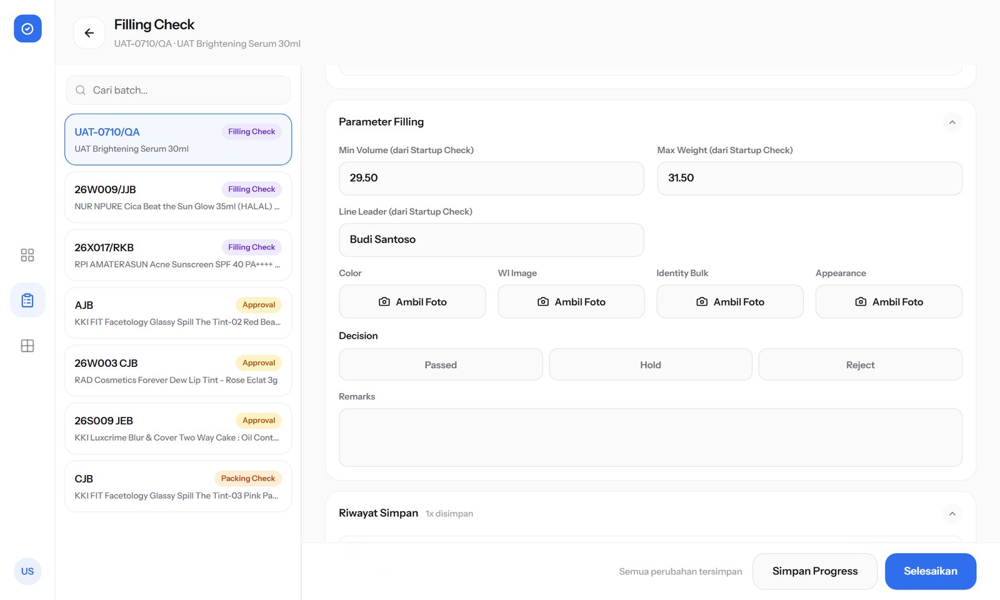 Filling Check
UAT-0710/QA · UAT Brightening Serum 30ml
Cari batch...
UAT-0710/QA
Filling Check
UAT Brightening Serum 30ml
26W009/JJB
Filling Check
NUR NPURE Cica Beat the Sun Glow 35ml (HALAL) ...
26X017/RKB
Filling Check
RPI AMATERASUN Acne Sunscreen SPF 40 PA++++ ...
AJB
Approval
KKI FIT Facetology Glassy Spill The Tint-02 Red Bea...
26W003 CJB
Approval
RAD Cosmetics Forever Dew Lip Tint - Rose Eclat 3g
26S009 JEB
Approval
KKI Luxcrime Blur & Cover Two Way Cake : Oil Cont...
CJB
Packing Check
KKI FIT Facetology Glassy Spill The Tint-03 Pink Pa...
US
Parameter Filling
Min Volume (dari Startup Check)
Max Weight (dari Startup Check)
29.50
31.50
Line Leader (dari Startup Check)
Budi Santoso
Color
WI Image
Identity Bulk
Appearance
Ambil Foto
Ambil Foto
Ambil Foto
Ambil Foto
Decision
Passed
Hold
Reject
Remarks
Riwayat Simpan
1x disimpan
Semua perubahan tersimpan
Simpan Progress
Selesaikan